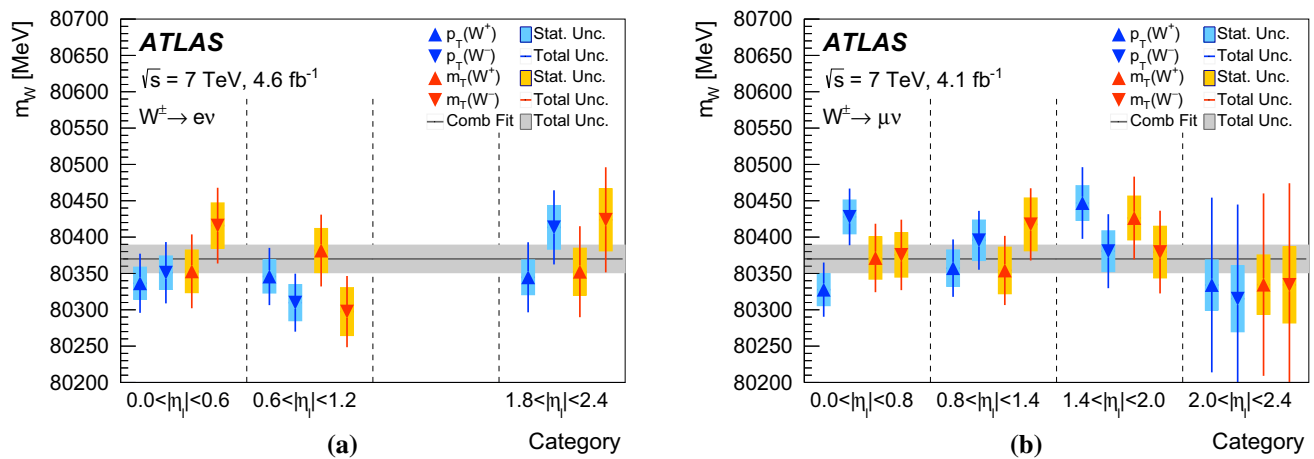 80700
80650
80600
80550
80500
80450
80400
80350
80300
80250
80200
m_W [MeV]
ATLAS
√s = 7 TeV, 4.6 fb⁻¹
W± → eν
p_T(W⁺) Stat. Unc.
p_T(W⁻) Total Unc.
m_T(W⁺) Stat. Unc.
m_T(W⁻) Total Unc.
Comb Fit Total Unc.
0.0<|η_l|<0.6 0.6<|η_l|<1.2 1.8<|η_l|<2.4
Category
(a)
80700
80650
80600
80550
80500
80450
80400
80350
80300
80250
80200
m_W [MeV]
ATLAS
√s = 7 TeV, 4.1 fb⁻¹
W± → μν
p_T(W⁺) Stat. Unc.
p_T(W⁻) Total Unc.
m_T(W⁺) Stat. Unc.
m_T(W⁻) Total Unc.
Comb Fit Total Unc.
0.0<|η_l|<0.8 0.8<|η_l|<1.4 1.4<|η_l|<2.0 2.0<|η_l|<2.4
Category
(b)